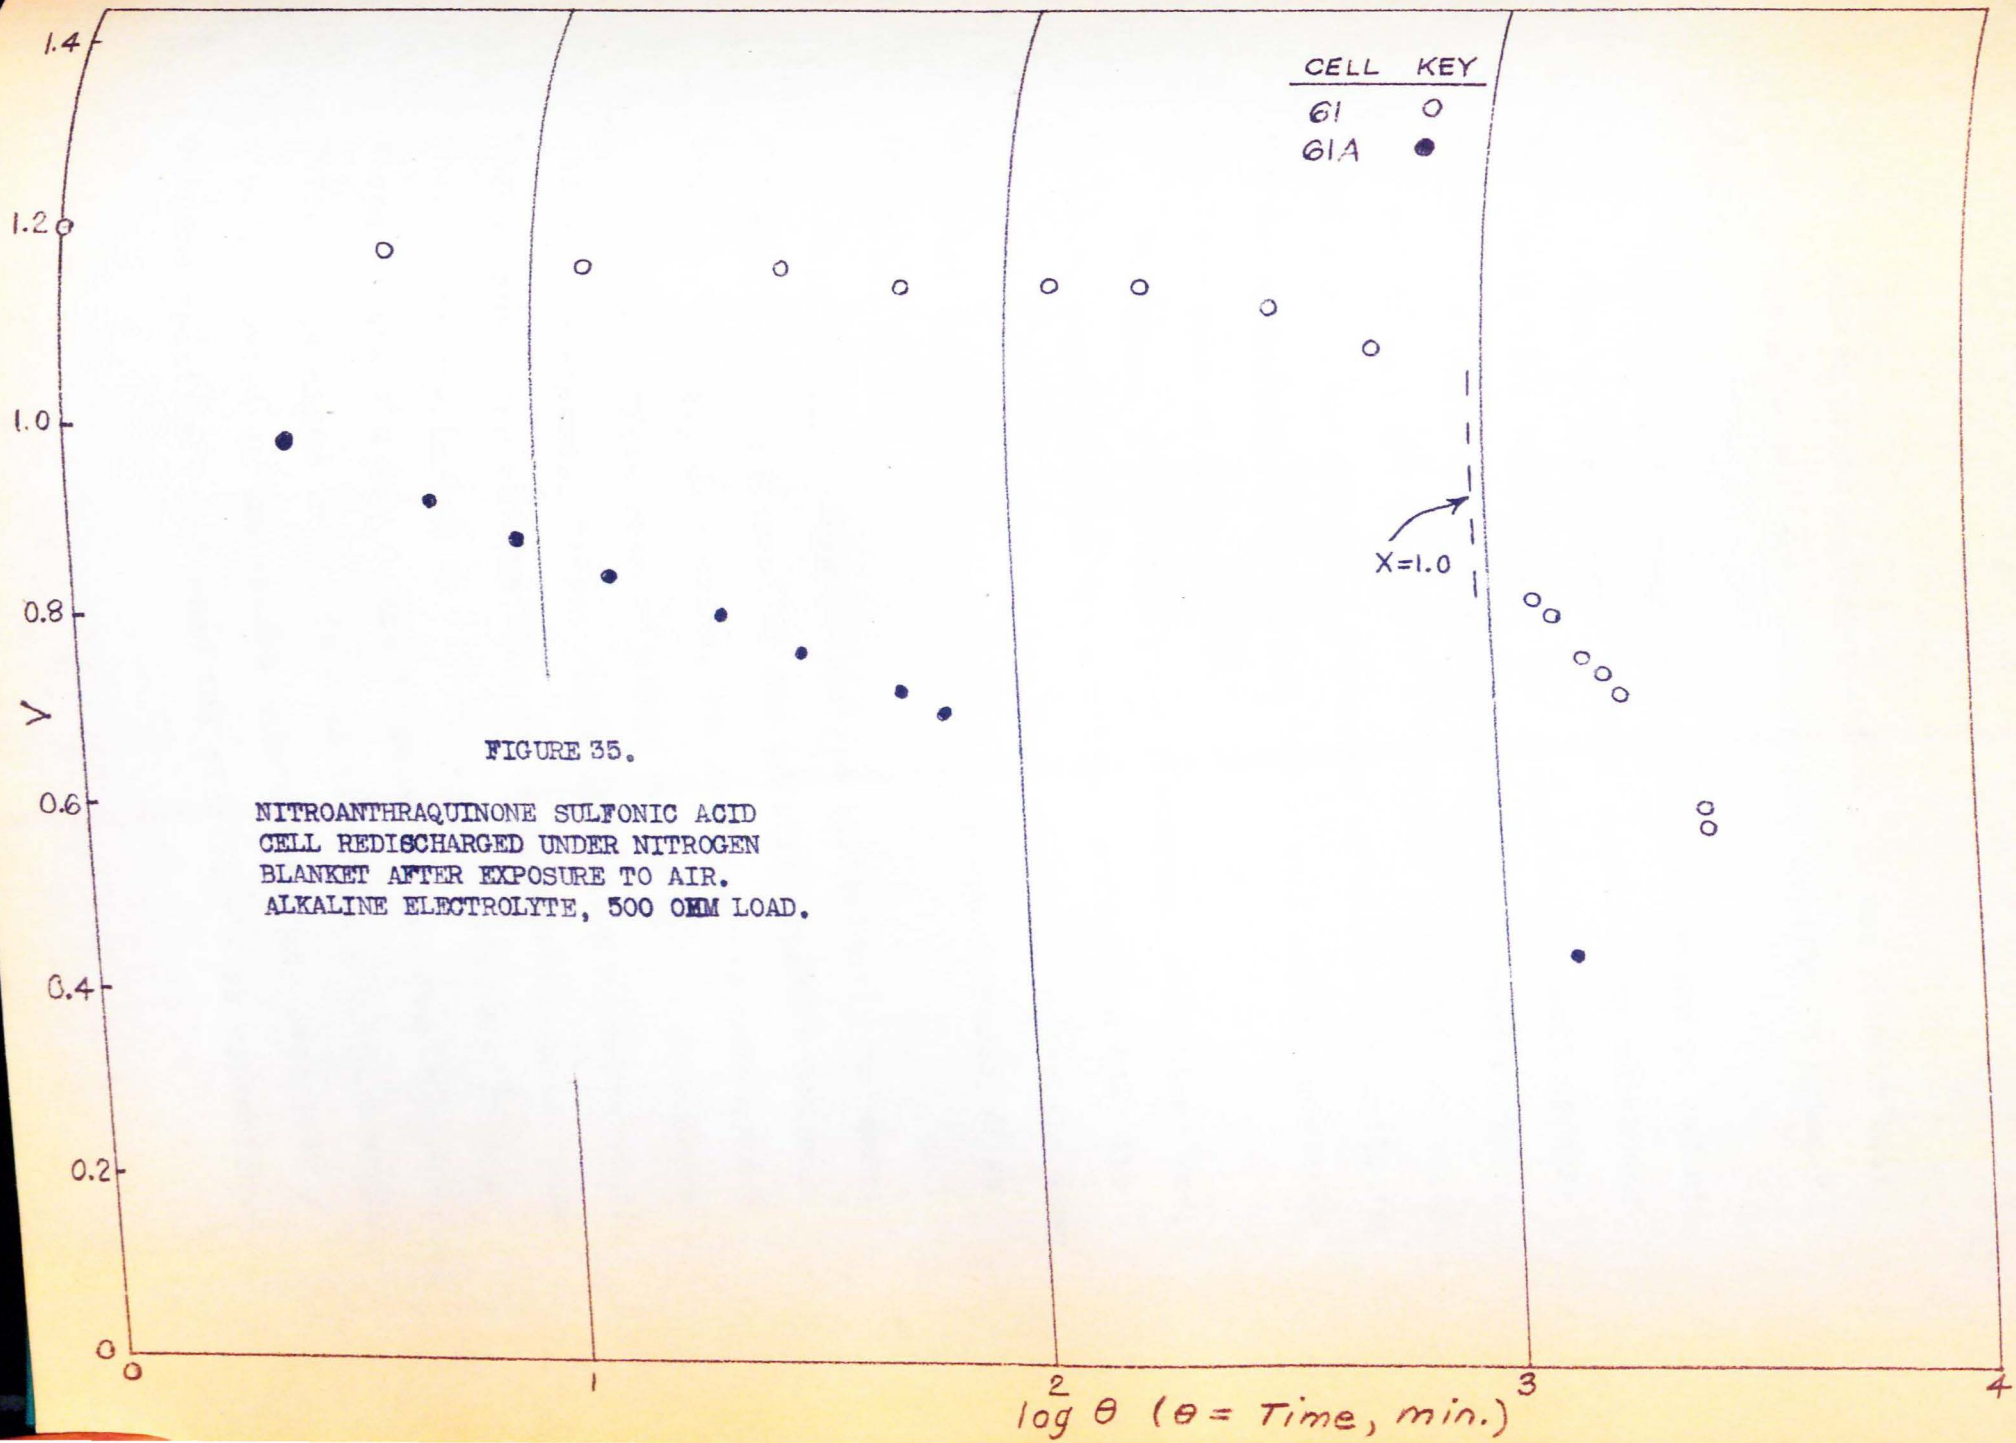 1.4
CELL KEY
61
61A
1.2
1.0
X=1.0
0.8
V
FIGURE 35.
0.6
NITROANTHRAQUINONE SULFONIC ACID
CELL REDISCHARGED UNDER NITROGEN
BLANKET AFTER EXPOSURE TO AIR.
ALKALINE ELECTROLYTE, 500 OHM LOAD.
0.4
0.2
0
0 1 2 3 4
log θ (θ = Time, min.)